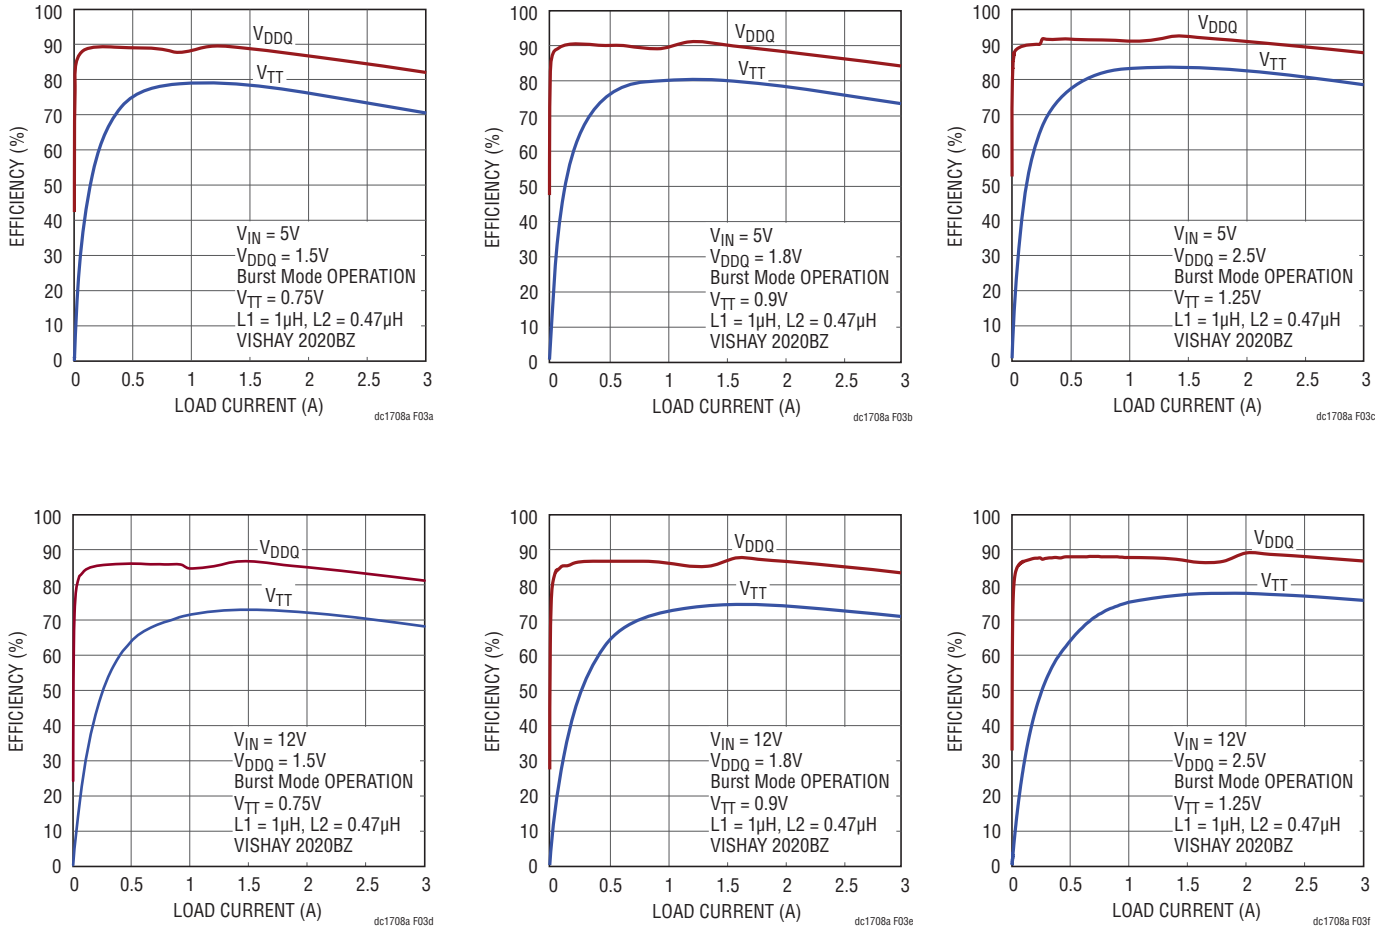 100
90
80
70
60
50
40
30
20
10
0
EFFICIENCY (%)
VDDQ
VTT
VIN = 5V
VDDQ = 1.5V
Burst Mode OPERATION
VTT = 0.75V
L1 = 1µH, L2 = 0.47µH
VISHAY 2020BZ
0 0.5 1 1.5 2 2.5 3
LOAD CURRENT (A)
dc1708a F03a
100
90
80
70
60
50
40
30
20
10
0
EFFICIENCY (%)
VDDQ
VTT
VIN = 5V
VDDQ = 1.8V
Burst Mode OPERATION
VTT = 0.9V
L1 = 1µH, L2 = 0.47µH
VISHAY 2020BZ
0 0.5 1 1.5 2 2.5 3
LOAD CURRENT (A)
dc1708a F03b
100
90
80
70
60
50
40
30
20
10
0
EFFICIENCY (%)
VDDQ
VTT
VIN = 5V
VDDQ = 2.5V
Burst Mode OPERATION
VTT = 1.25V
L1 = 1µH, L2 = 0.47µH
VISHAY 2020BZ
0 0.5 1 1.5 2 2.5 3
LOAD CURRENT (A)
dc1708a F03c
100
90
80
70
60
50
40
30
20
10
0
EFFICIENCY (%)
VDDQ
VTT
VIN = 12V
VDDQ = 1.5V
Burst Mode OPERATION
VTT = 0.75V
L1 = 1µH, L2 = 0.47µH
VISHAY 2020BZ
0 0.5 1 1.5 2 2.5 3
LOAD CURRENT (A)
dc1708a F03d
100
90
80
70
60
50
40
30
20
10
0
EFFICIENCY (%)
VDDQ
VTT
VIN = 12V
VDDQ = 1.8V
Burst Mode OPERATION
VTT = 0.9V
L1 = 1µH, L2 = 0.47µH
VISHAY 2020BZ
0 0.5 1 1.5 2 2.5 3
LOAD CURRENT (A)
dc1708a F03e
100
90
80
70
60
50
40
30
20
10
0
EFFICIENCY (%)
VDDQ
VTT
VIN = 12V
VDDQ = 2.5V
Burst Mode OPERATION
VTT = 1.25V
L1 = 1µH, L2 = 0.47µH
VISHAY 2020BZ
0 0.5 1 1.5 2 2.5 3
LOAD CURRENT (A)
dc1708a F03f